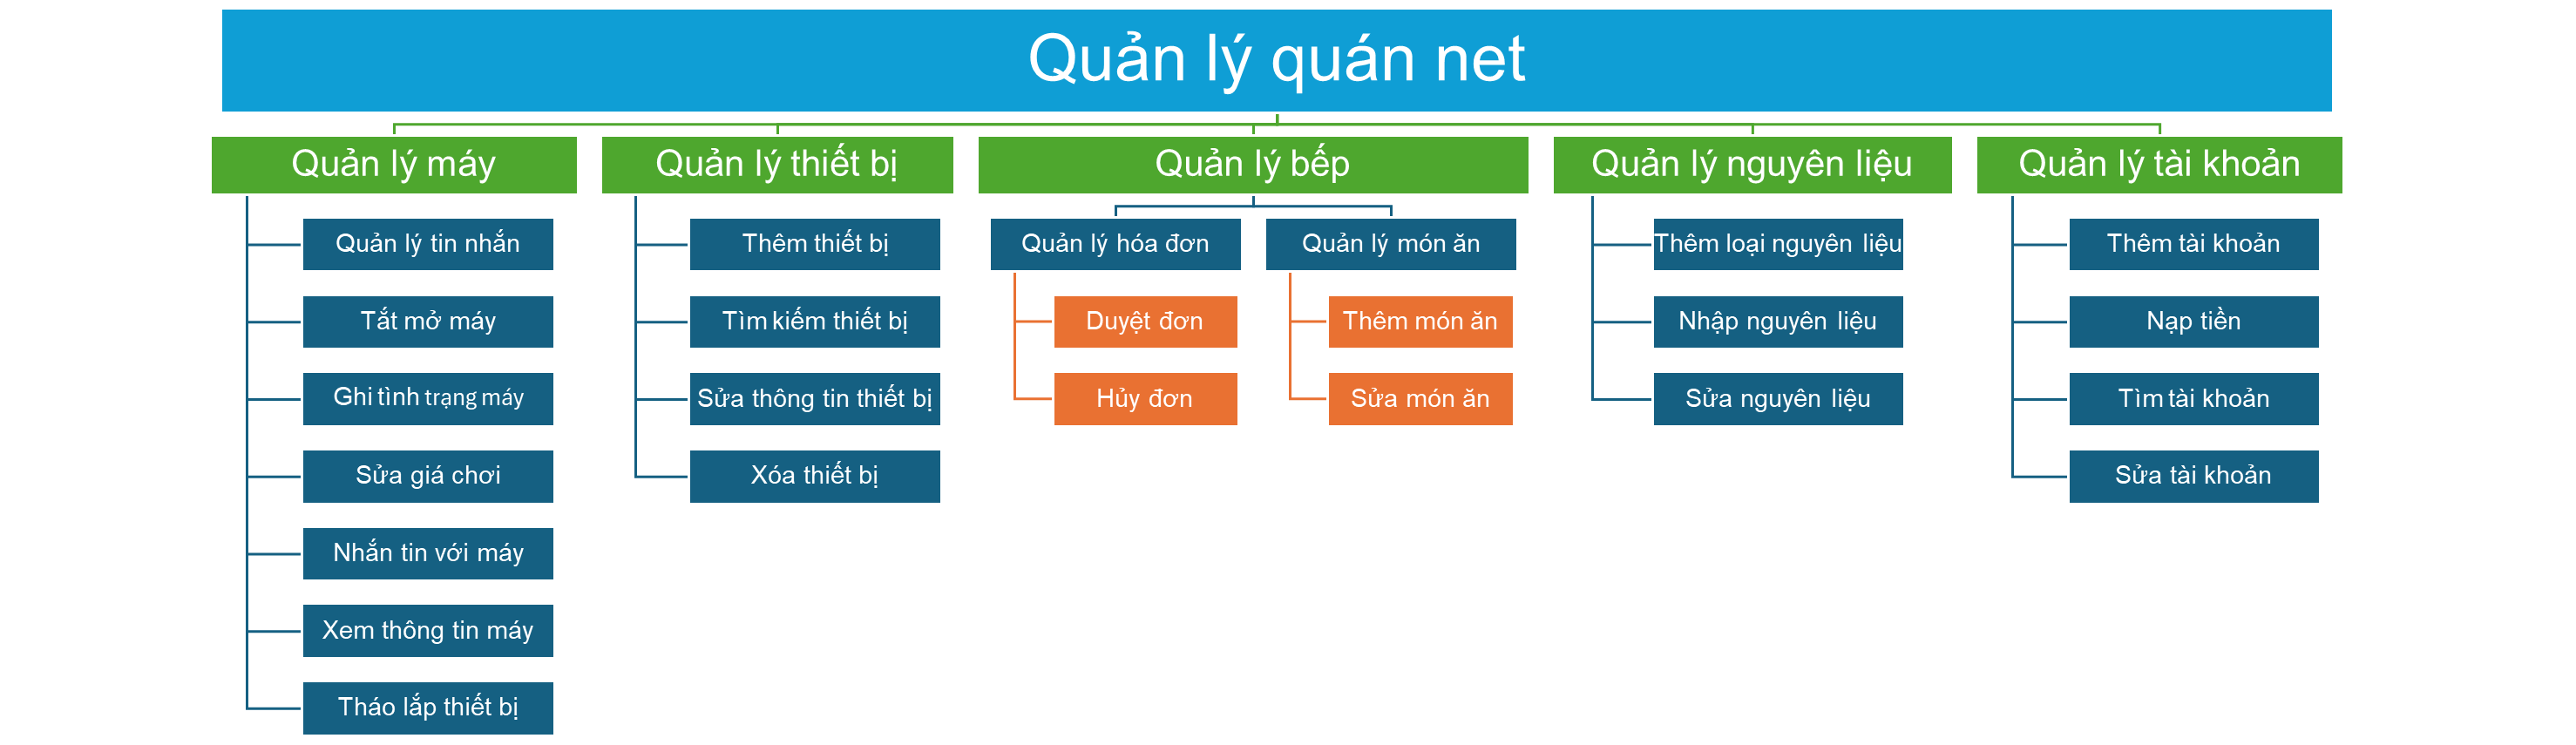 Quản lý quán net
Quản lý máy
Quản lý tin nhắn
Tắt mở máy
Ghi tình trạng máy
Sửa giá chơi
Nhắn tin với máy
Xem thông tin máy
Tháo lắp thiết bị
Quản lý thiết bị
Thêm thiết bị
Tìm kiếm thiết bị
Sửa thông tin thiết bị
Xóa thiết bị
Quản lý bếp
Quản lý hóa đơn
Duyệt đơn
Hủy đơn
Quản lý món ăn
Thêm món ăn
Sửa món ăn
Quản lý nguyên liệu
Thêm loại nguyên liệu
Nhập nguyên liệu
Sửa nguyên liệu
Quản lý tài khoản
Thêm tài khoản
Nạp tiền
Tìm tài khoản
Sửa tài khoản